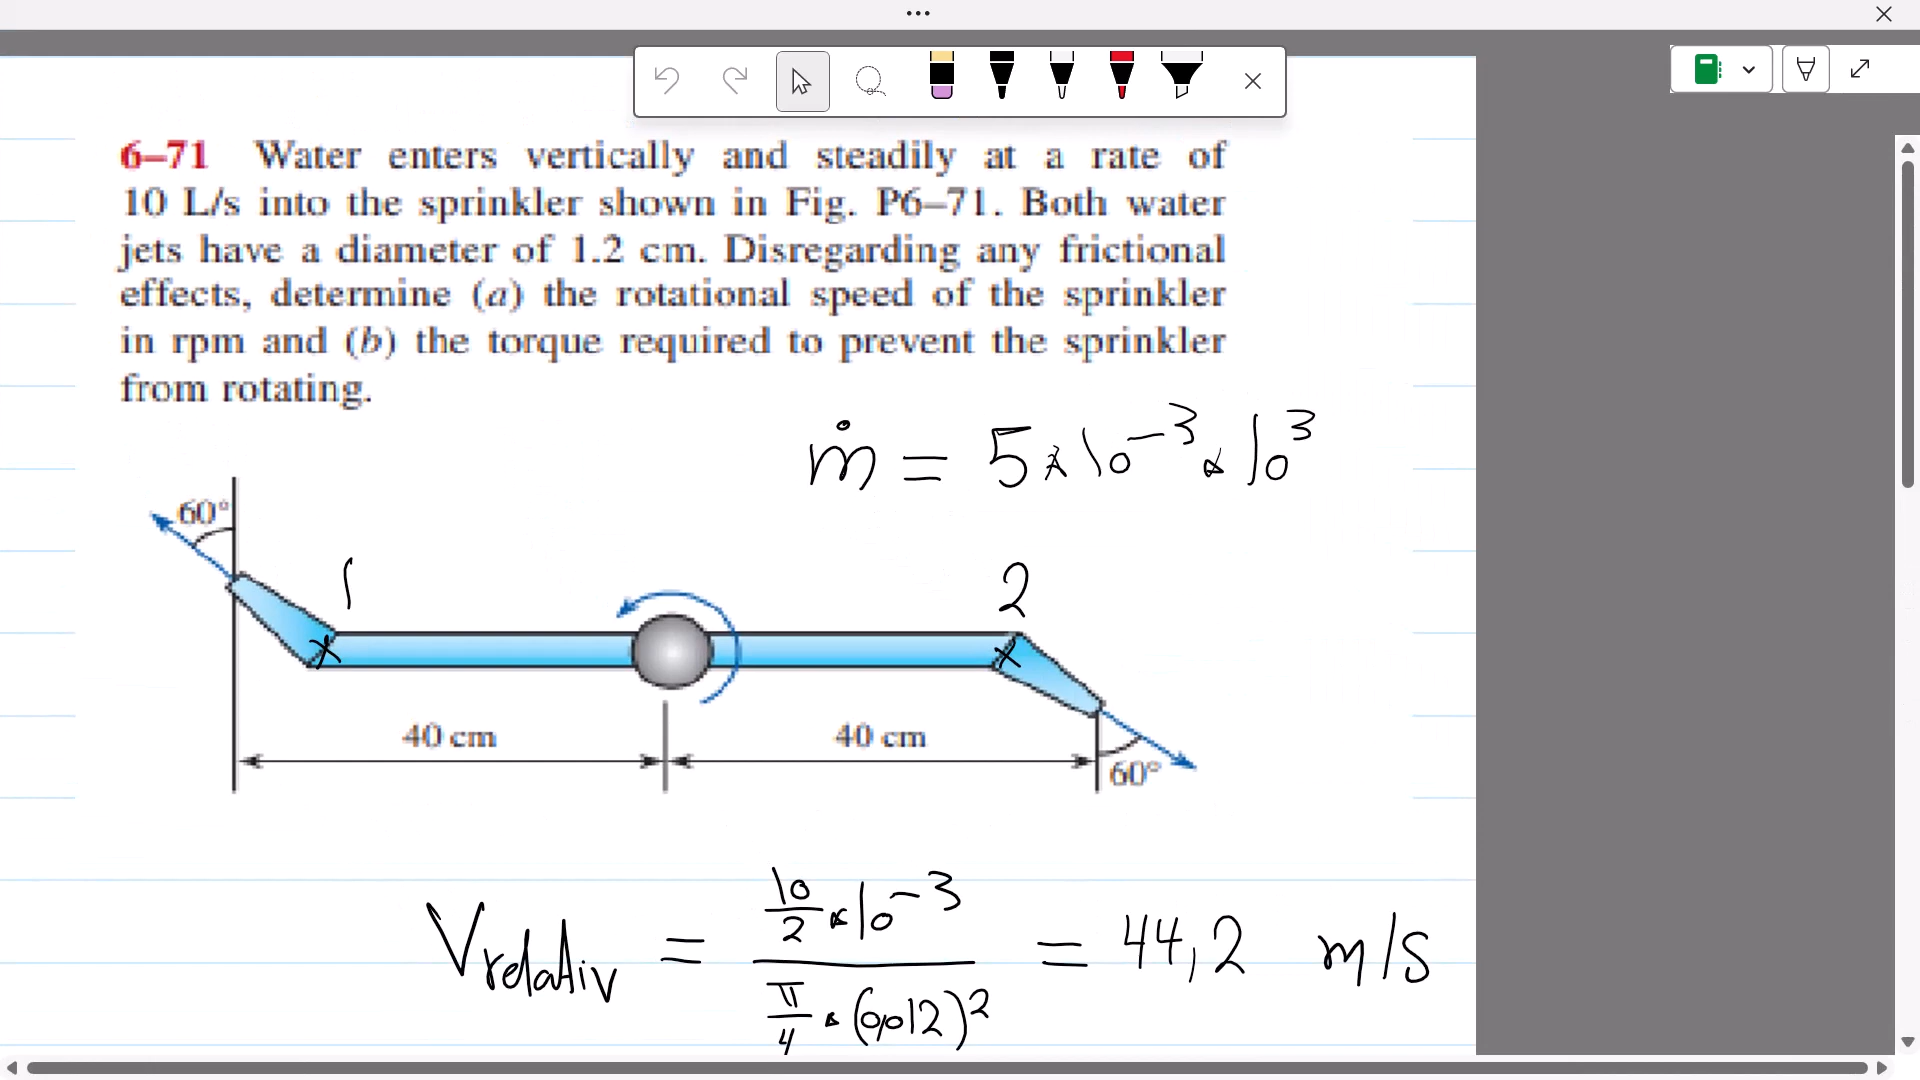 6–71 Water enters vertically and steadily at a rate of
10 L/s into the sprinkler shown in Fig. P6–71. Both water
jets have a diameter of 1.2 cm. Disregarding any frictional
effects, determine (a) the rotational speed of the sprinkler
in rpm and (b) the torque required to prevent the sprinkler
from rotating.
ṁ = 5 × 10⁻³ × 10³
60°
1
2
40 cm
40 cm
60°
V relativ = (10/2 × 10⁻³) / (π/4 × (0,012)²) = 44,2 m/s